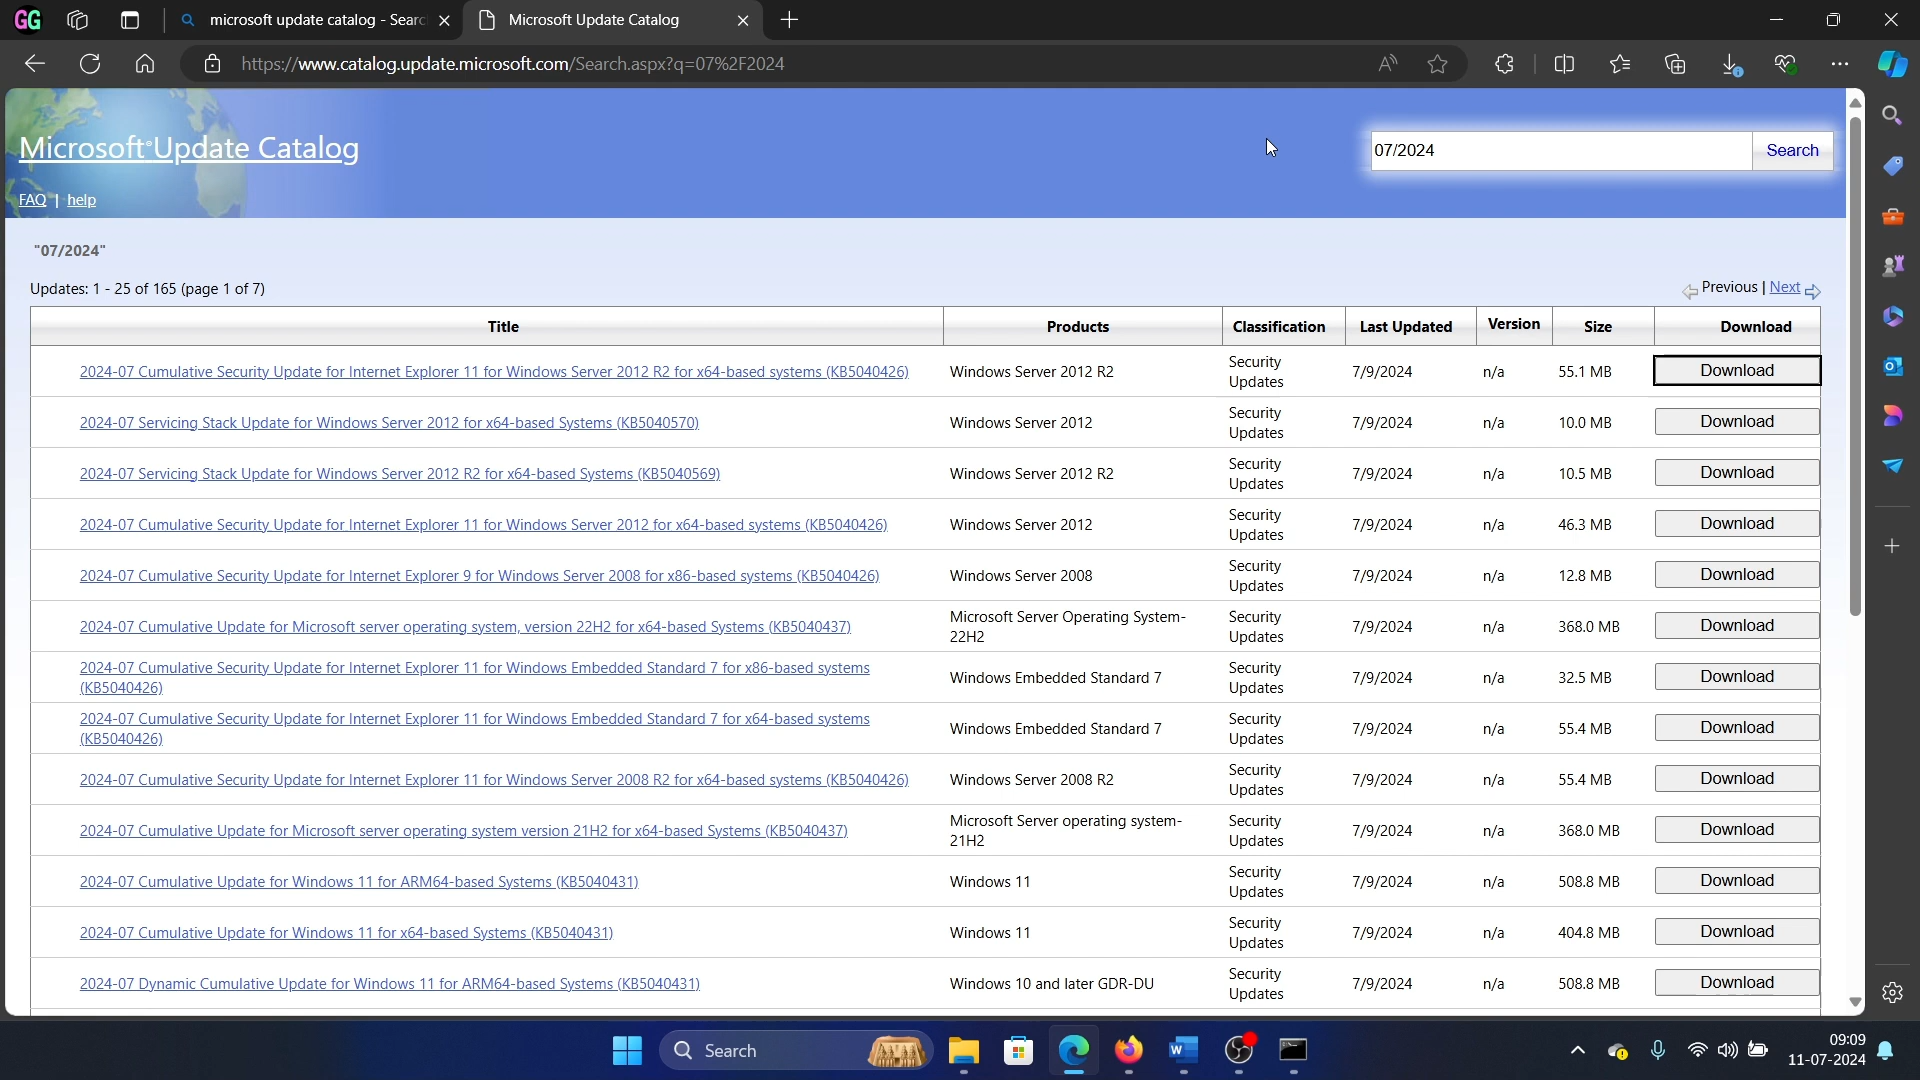 GG
microsoft update catalog - Searc
Microsoft Update Catalog
https://www.catalog.update.microsoft.com/Search.aspx?q=07%2F2024
Microsoft®Update Catalog
07/2024
Search
FAQ | help
"07/2024"
Updates: 1 - 25 of 165 (page 1 of 7)
Previous | Next
Title Products Classification Last Updated Version Size Download
2024-07 Cumulative Security Update for Internet Explorer 11 for Windows Server 2012 R2 for x64-based systems (KB5040426) Windows Server 2012 R2 Security Updates 7/9/2024 n/a 55.1 MB Download
2024-07 Servicing Stack Update for Windows Server 2012 for x64-based Systems (KB5040570) Windows Server 2012 Security Updates 7/9/2024 n/a 10.0 MB Download
2024-07 Servicing Stack Update for Windows Server 2012 R2 for x64-based Systems (KB5040569) Windows Server 2012 R2 Security Updates 7/9/2024 n/a 10.5 MB Download
2024-07 Cumulative Security Update for Internet Explorer 11 for Windows Server 2012 for x64-based systems (KB5040426) Windows Server 2012 Security Updates 7/9/2024 n/a 46.3 MB Download
2024-07 Cumulative Security Update for Internet Explorer 9 for Windows Server 2008 for x86-based systems (KB5040426) Windows Server 2008 Security Updates 7/9/2024 n/a 12.8 MB Download
2024-07 Cumulative Update for Microsoft server operating system, version 22H2 for x64-based Systems (KB5040437) Microsoft Server Operating System-22H2 Security Updates 7/9/2024 n/a 368.0 MB Download
2024-07 Cumulative Security Update for Internet Explorer 11 for Windows Embedded Standard 7 for x86-based systems (KB5040426) Windows Embedded Standard 7 Security Updates 7/9/2024 n/a 32.5 MB Download
2024-07 Cumulative Security Update for Internet Explorer 11 for Windows Embedded Standard 7 for x64-based systems (KB5040426) Windows Embedded Standard 7 Security Updates 7/9/2024 n/a 55.4 MB Download
2024-07 Cumulative Security Update for Internet Explorer 11 for Windows Server 2008 R2 for x64-based systems (KB5040426) Windows Server 2008 R2 Security Updates 7/9/2024 n/a 55.4 MB Download
2024-07 Cumulative Update for Microsoft server operating system version 21H2 for x64-based Systems (KB5040437) Microsoft Server operating system-21H2 Security Updates 7/9/2024 n/a 368.0 MB Download
2024-07 Cumulative Update for Windows 11 for ARM64-based Systems (KB5040431) Windows 11 Security Updates 7/9/2024 n/a 508.8 MB Download
2024-07 Cumulative Update for Windows 11 for x64-based Systems (KB5040431) Windows 11 Security Updates 7/9/2024 n/a 404.8 MB Download
2024-07 Dynamic Cumulative Update for Windows 11 for ARM64-based Systems (KB5040431) Windows 10 and later GDR-DU Security Updates 7/9/2024 n/a 508.8 MB Download
Search
09:09
11-07-2024